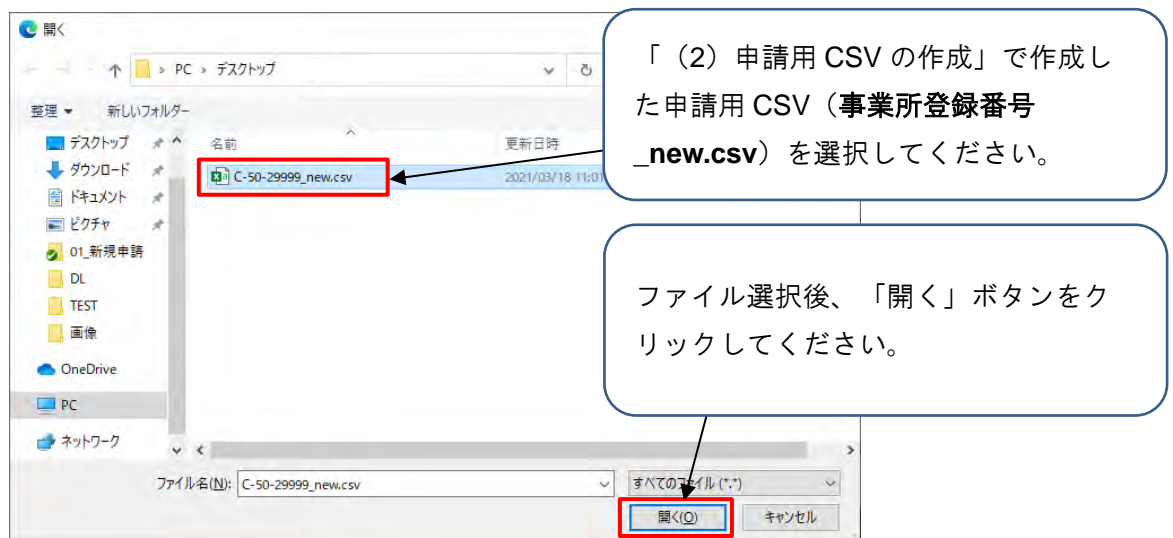 開く
PC › デスクトップ
整理 ▼ 新しいフォルダー
デスクトップ
ダウンロード
ドキュメント
ピクチャ
01_新規申請
DL
TEST
画像
OneDrive
PC
ネットワーク
名前
更新日時
C-50-29999_new.csv
2021/03/18 11:01
「（2）申請用 CSV の作成」で作成し
た申請用 CSV（事業所登録番号
_new.csv）を選択してください。
ファイル選択後、「開く」ボタンをク
リックしてください。
ファイル名(N): C-50-29999_new.csv
すべてのファイル (*.*)
開く(O)
キャンセル